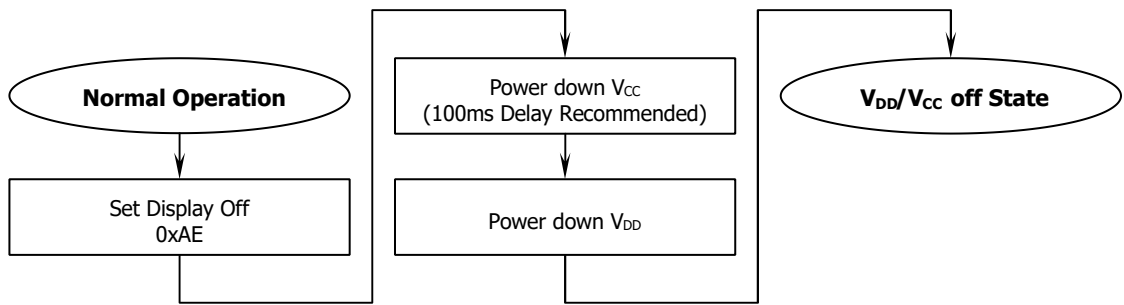 Normal Operation
Set Display Off
0xAE
Power down VCC
(100ms Delay Recommended)
Power down VDD
VDD/VCC off State